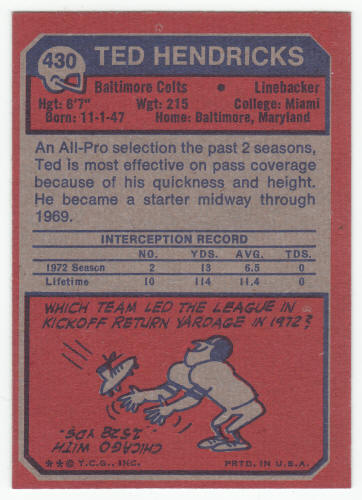 430 TED HENDRICKS
Baltimore Colts • Linebacker
Hgt: 6'7" Wgt: 215 College: Miami
Born: 11-1-47 Home: Baltimore, Maryland
An All-Pro selection the past 2 seasons,
Ted is most effective on pass coverage
because of his quickness and height.
He became a starter midway through
1969.
INTERCEPTION RECORD
NO. YDS. AVG. TDS.
1972 Season 2 13 6.5 0
Lifetime 10 114 11.4 0
WHICH TEAM LED THE LEAGUE IN
KICKOFF RETURN YARDAGE IN 1972?
CHICAGO WITH
2528 YDS.
**© T.C.G., INC. PRTD. IN U.S.A.